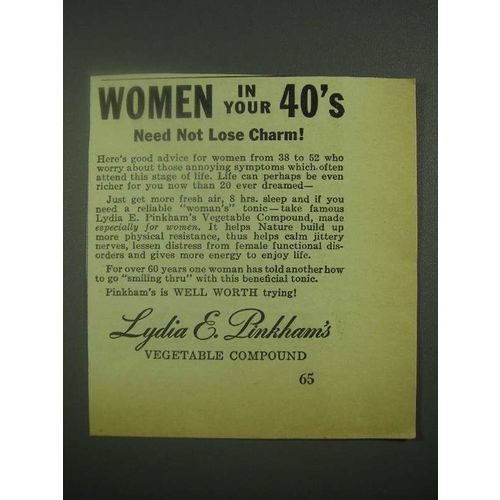 WOMEN IN YOUR 40's
Need Not Lose Charm!
Here's good advice for women from 38 to 52 who
worry about those annoying symptoms which often
attend this stage of life. Life can perhaps be even
richer for you now than 20 ever dreamed—
Just get more fresh air, 8 hrs. sleep and if you
need a reliable "woman's" tonic—take famous
Lydia E. Pinkham's Vegetable Compound, made
especially for women. It helps Nature build up
more physical resistance, thus helps calm jittery
nerves, lessen distress from female functional dis-
orders and gives more energy to enjoy life.
For over 60 years one woman has told another how
to go "smiling thru" with this beneficial tonic.
Pinkham's is WELL WORTH trying!
Lydia E. Pinkham's
VEGETABLE COMPOUND
65